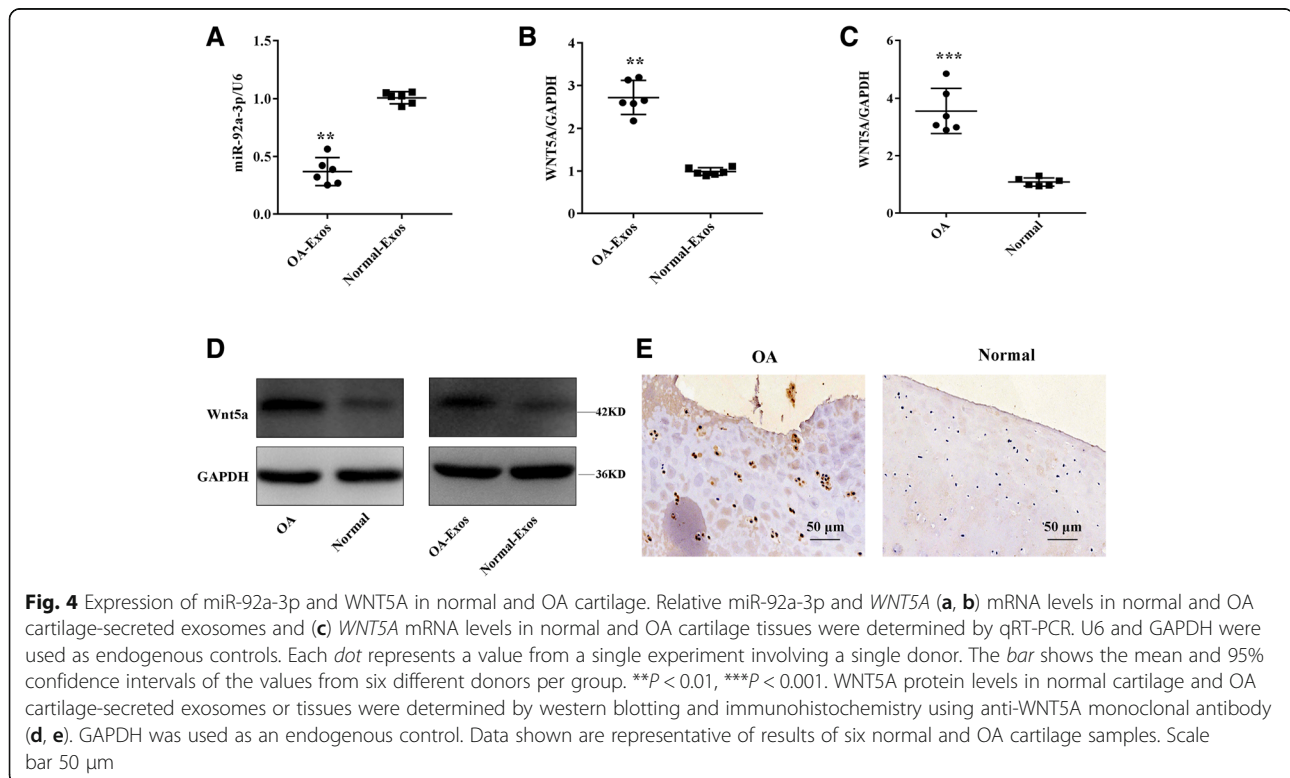 A
miR-92a-3p/U6
1.5
1.0
0.5
0.0
**
OA-Exos
Normal-Exos
B
WNT5A/GAPDH
4
3
2
1
0
**
OA-Exos
Normal-Exos
C
WNT5A/GAPDH
6
4
2
0
***
OA
Normal
D
Wnt5a
42KD
GAPDH
36KD
OA
Normal
OA-Exos
Normal-Exos
E
OA
Normal
50 µm
50 µm
Fig. 4 Expression of miR-92a-3p and WNT5A in normal and OA cartilage. Relative miR-92a-3p and WNT5A (a, b) mRNA levels in normal and OA
cartilage-secreted exosomes and (c) WNT5A mRNA levels in normal and OA cartilage tissues were determined by qRT-PCR. U6 and GAPDH were
used as endogenous controls. Each dot represents a value from a single experiment involving a single donor. The bar shows the mean and 95%
confidence intervals of the values from six different donors per group. **P < 0.01, ***P < 0.001. WNT5A protein levels in normal cartilage and OA
cartilage-secreted exosomes or tissues were determined by western blotting and immunohistochemistry using anti-WNT5A monoclonal antibody
(d, e). GAPDH was used as an endogenous control. Data shown are representative of results of six normal and OA cartilage samples. Scale
bar 50 µm